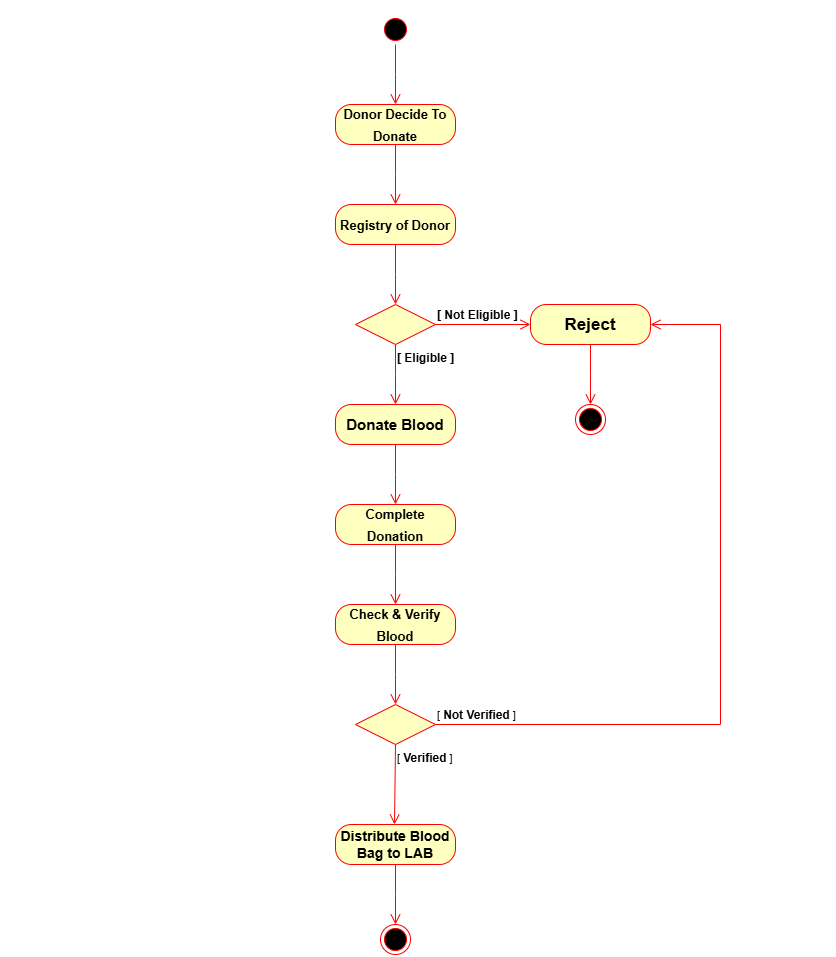 Donor Decide To
Donate
Registry of Donor
[ Not Eligible ]
Reject
[ Eligible ]
Donate Blood
Complete
Donation
Check & Verify
Blood
[ Not Verified ]
[ Verified ]
Distribute Blood
Bag to LAB